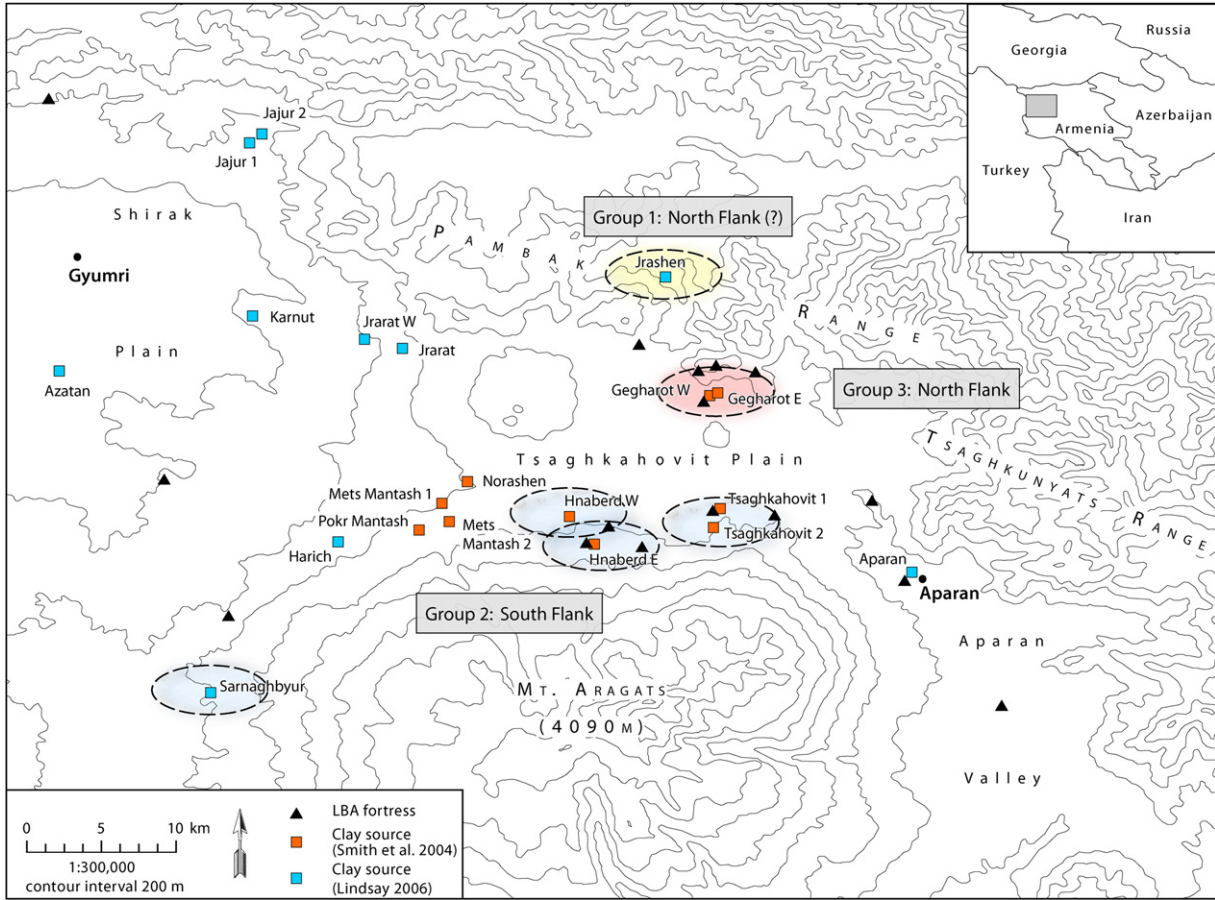 Russia
Georgia
Azerbaijan
Armenia
Turkey
Iran
Jajur 2
Jajur 1
Shirak
Group 1: North Flank (?)
PAMBAK
Jrashen
Gyumri
Karnut
Jrarat W
RANGE
Plain
Jrarat
Azatan
Gegharot W
Gegharot E
Group 3: North Flank
Tsaghkahovit Plain
TSAGHKUNYATS RANGE
Norashen
Mets Mantash 1
Hnaberd W
Tsaghkahovit 1
Pokr Mantash
Mets
Mantash 2
Tsaghkahovit 2
Harich
Hnaberd E
Aparan
Aparan
Group 2: South Flank
Aparan
Sarnaghbyur
MT. ARAGATS
(4090M)
Valley
0 5 10 km
1:300,000
contour interval 200 m
LBA fortress
Clay source
(Smith et al. 2004)
Clay source
(Lindsay 2006)